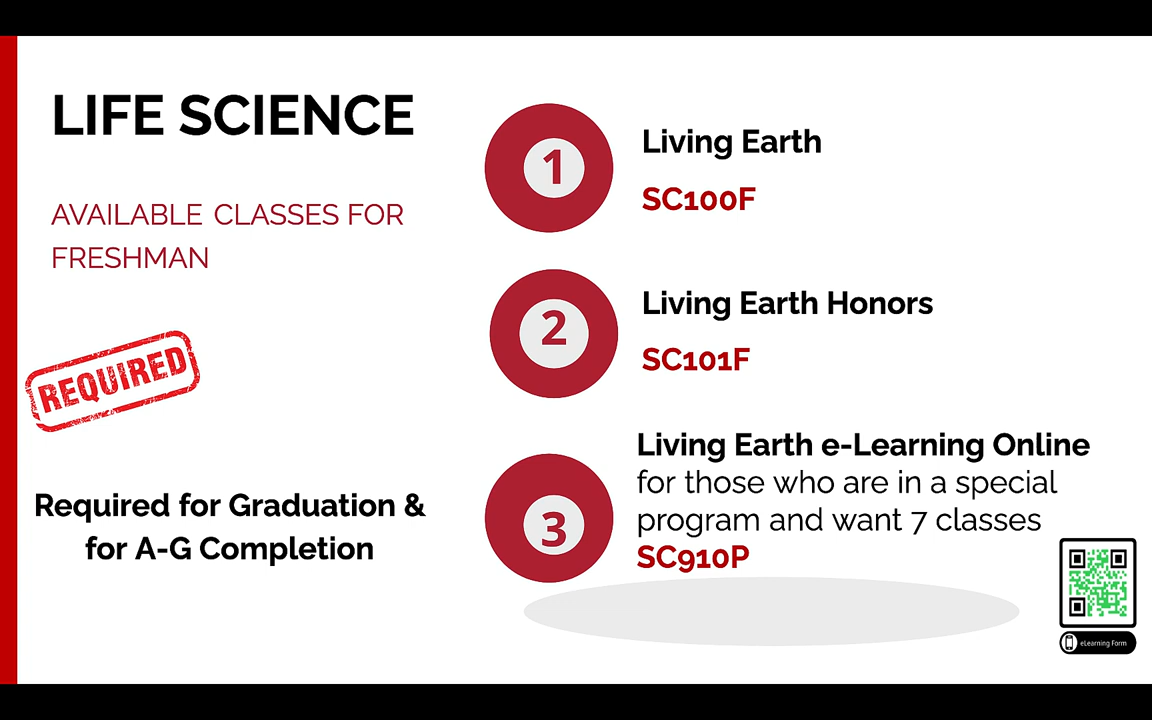 LIFE SCIENCE
AVAILABLE CLASSES FOR
FRESHMAN
REQUIRED
Required for Graduation &
for A-G Completion
1
Living Earth
SC100F
2
Living Earth Honors
SC101F
3
Living Earth e-Learning Online
for those who are in a special
program and want 7 classes
SC910P
eLearning Form